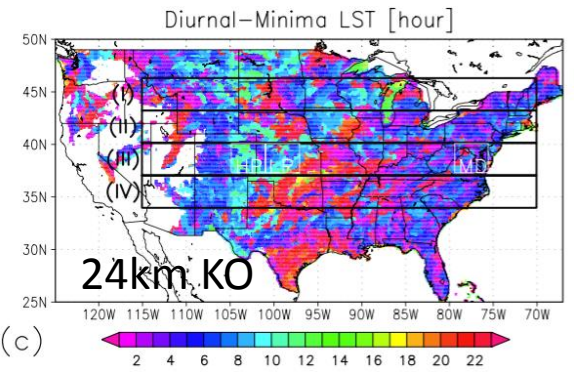 Diurnal-Minima LST [hour]
50N
45N
40N
35N
30N
25N
(I)
(II)
(III)
(IV)
MD
24km KO
120W 115W 110W 105W 100W 95W 90W 85W 80W 75W 70W
(c)
2 4 6 8 10 12 14 16 18 20 22